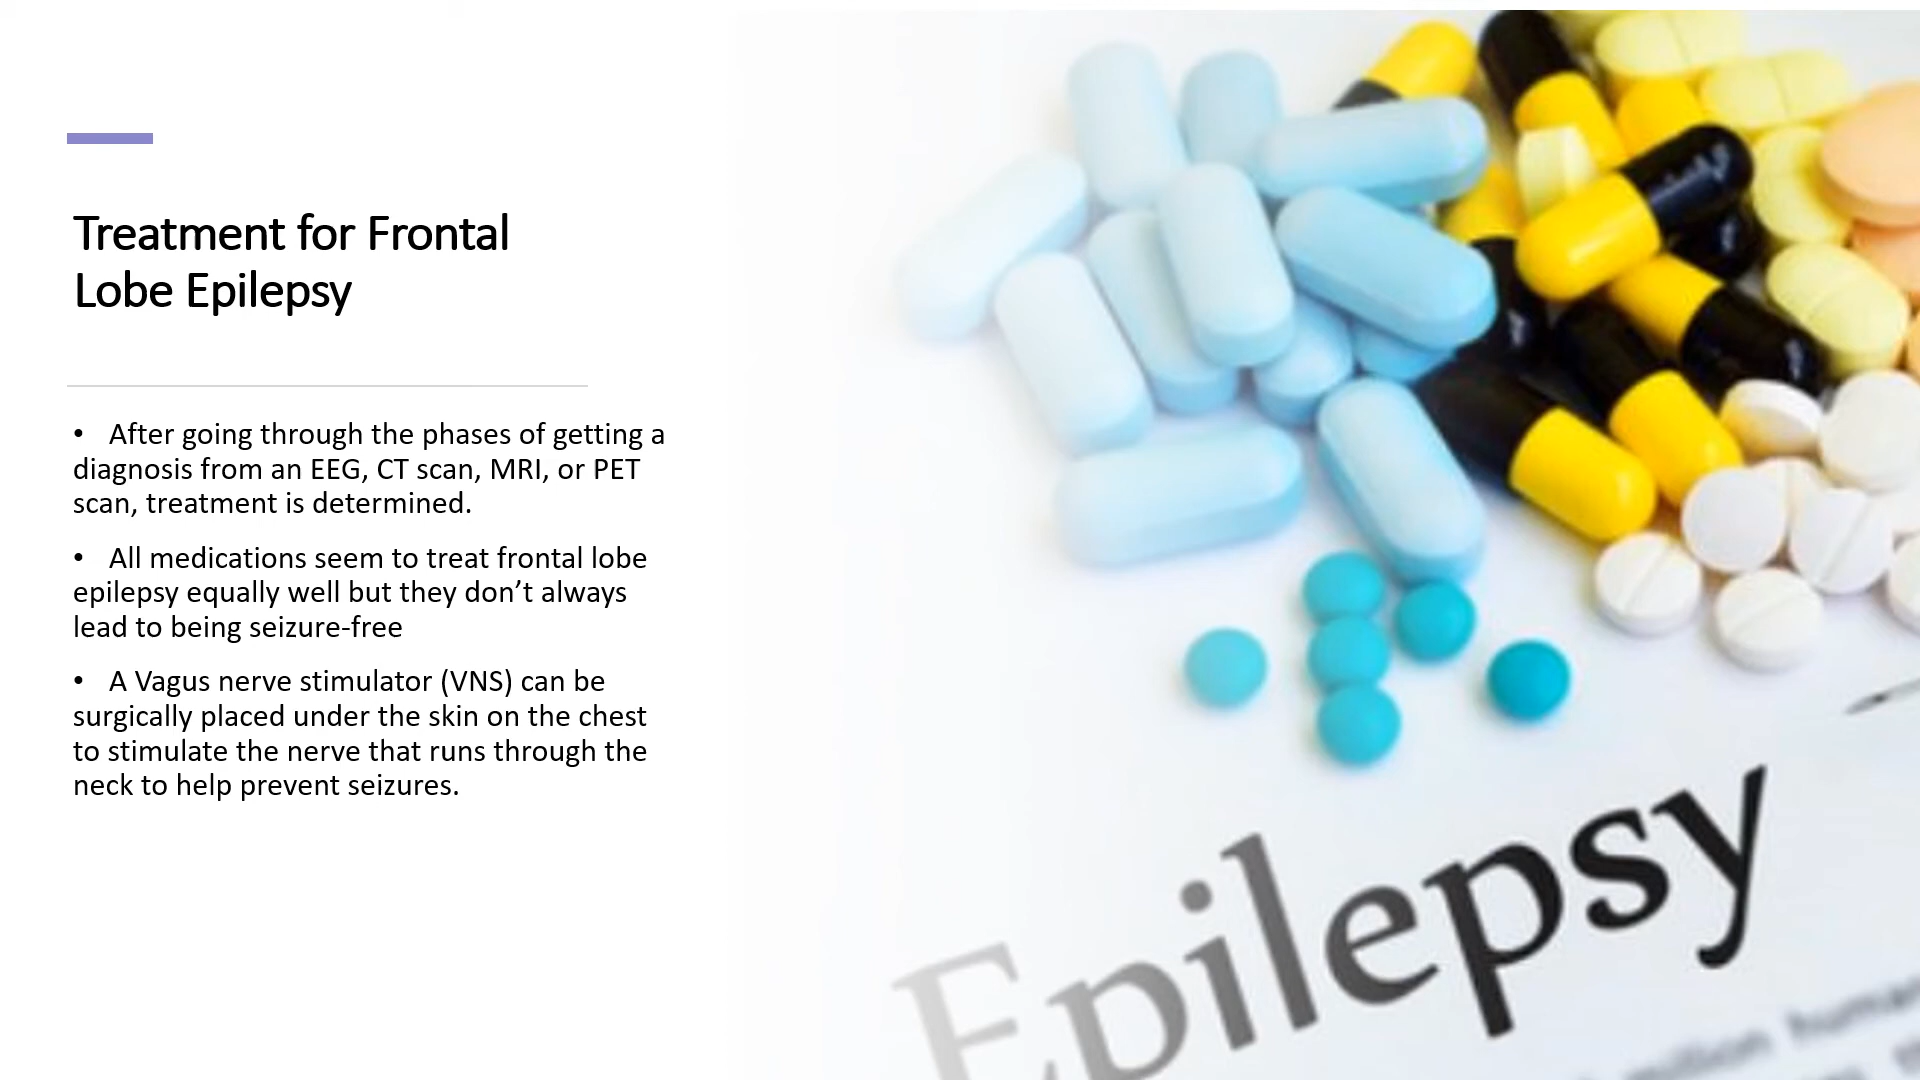 Treatment for Frontal
Lobe Epilepsy
• After going through the phases of getting a
diagnosis from an EEG, CT scan, MRI, or PET
scan, treatment is determined.
• All medications seem to treat frontal lobe
epilepsy equally well but they don’t always
lead to being seizure-free
• A Vagus nerve stimulator (VNS) can be
surgically placed under the skin on the chest
to stimulate the nerve that runs through the
neck to help prevent seizures.
Epilepsy
million human